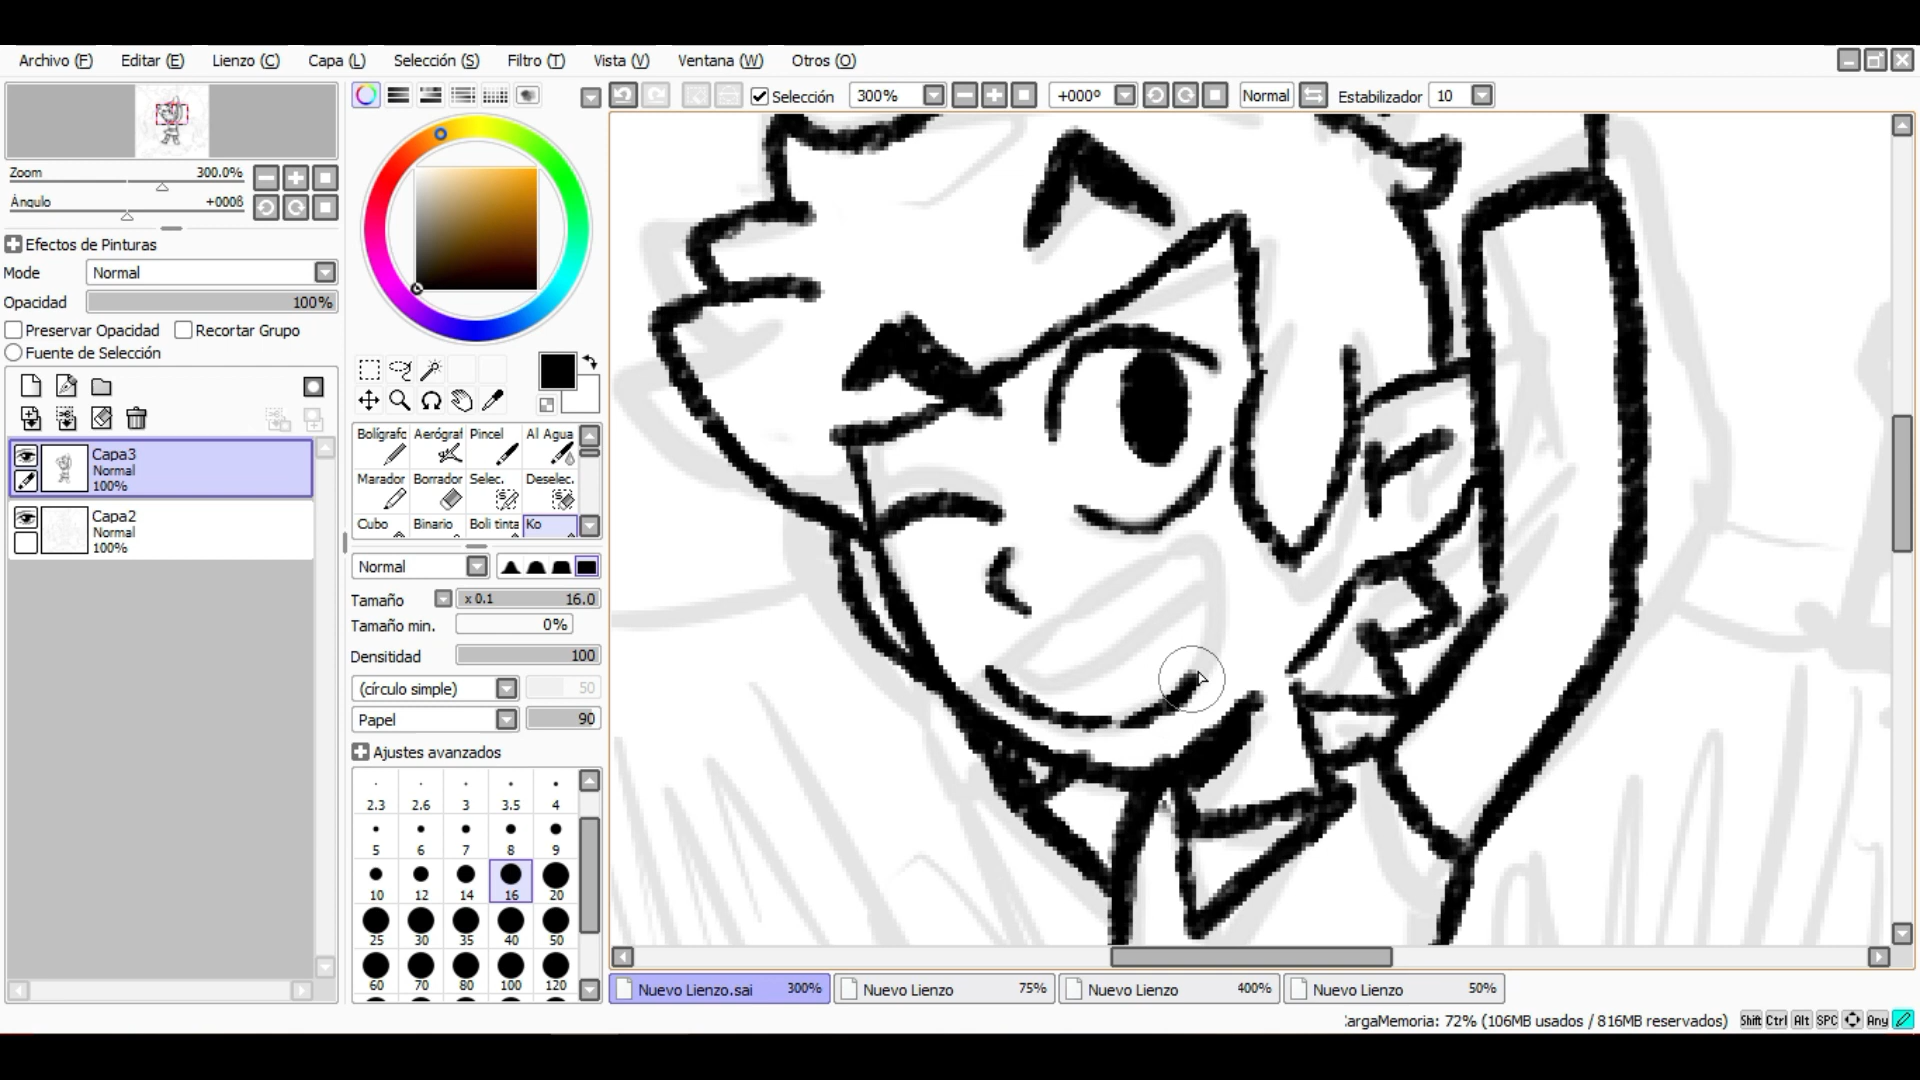 Archivo (F) Editar (E) Lienzo (C) Capa (L) Selección (S) Filtro (T) Vista (V) Ventana (W) Otros (O)
Selección 300% +000º Normal Estabilizador 10
Zoom 300.0%
Ángulo +000ß
Efectos de Pinturas
Mode Normal
Opacidad 100%
Preservar Opacidad Recortar Grupo
Fuente de Selección
Capa3
Normal
100%
Capa2
Normal
100%
Bolígrafc Aerógraf Pincel Al Agua
Marador Borrador Selec. Deselec.
Cubo Binario Boli tinta Ko
Normal
Tamaño x 0.1 16.0
Tamaño min. 0%
Densitidad 100
(círculo simple) 50
Papel 90
Ajustes avanzados
2.3 2.6 3 3.5 4
5 6 7 8 9
10 12 14 16 20
25 30 35 40 50
60 70 80 100 120
Nuevo Lienzo.sai 300% Nuevo Lienzo 75% Nuevo Lienzo 400% Nuevo Lienzo 50%
argaMemoria: 72% (106MB usados / 816MB reservados) Shift Ctrl Alt SPC Any